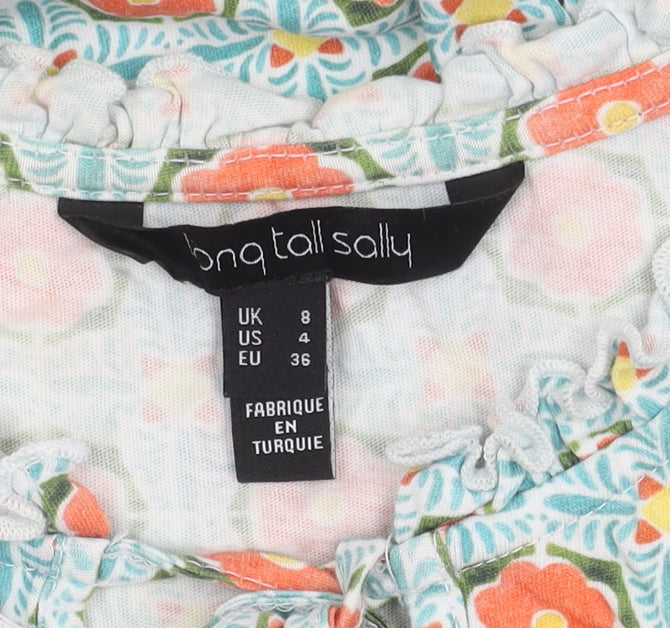 long tall sally
UK 8
US 4
EU 36
FABRIQUE
EN
TURQUIE